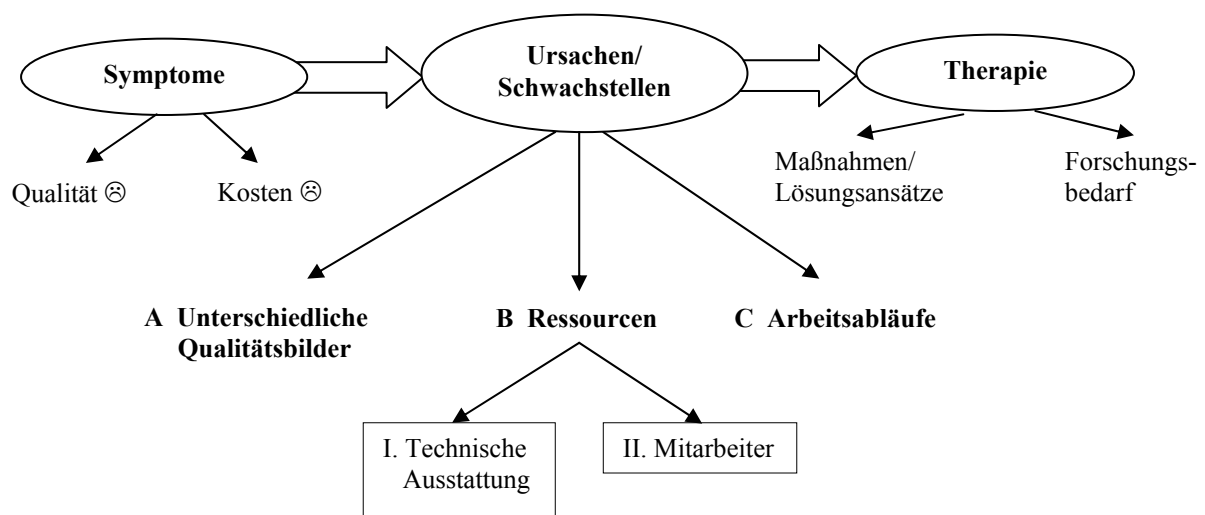 Symptome
Ursachen/
Schwachstellen
Therapie
Qualität ☹
Kosten ☹
Maßnahmen/
Lösungsansätze
Forschungs-
bedarf
A Unterschiedliche
Qualitätsbilder
B Ressourcen
C Arbeitsabläufe
I. Technische
Ausstattung
II. Mitarbeiter